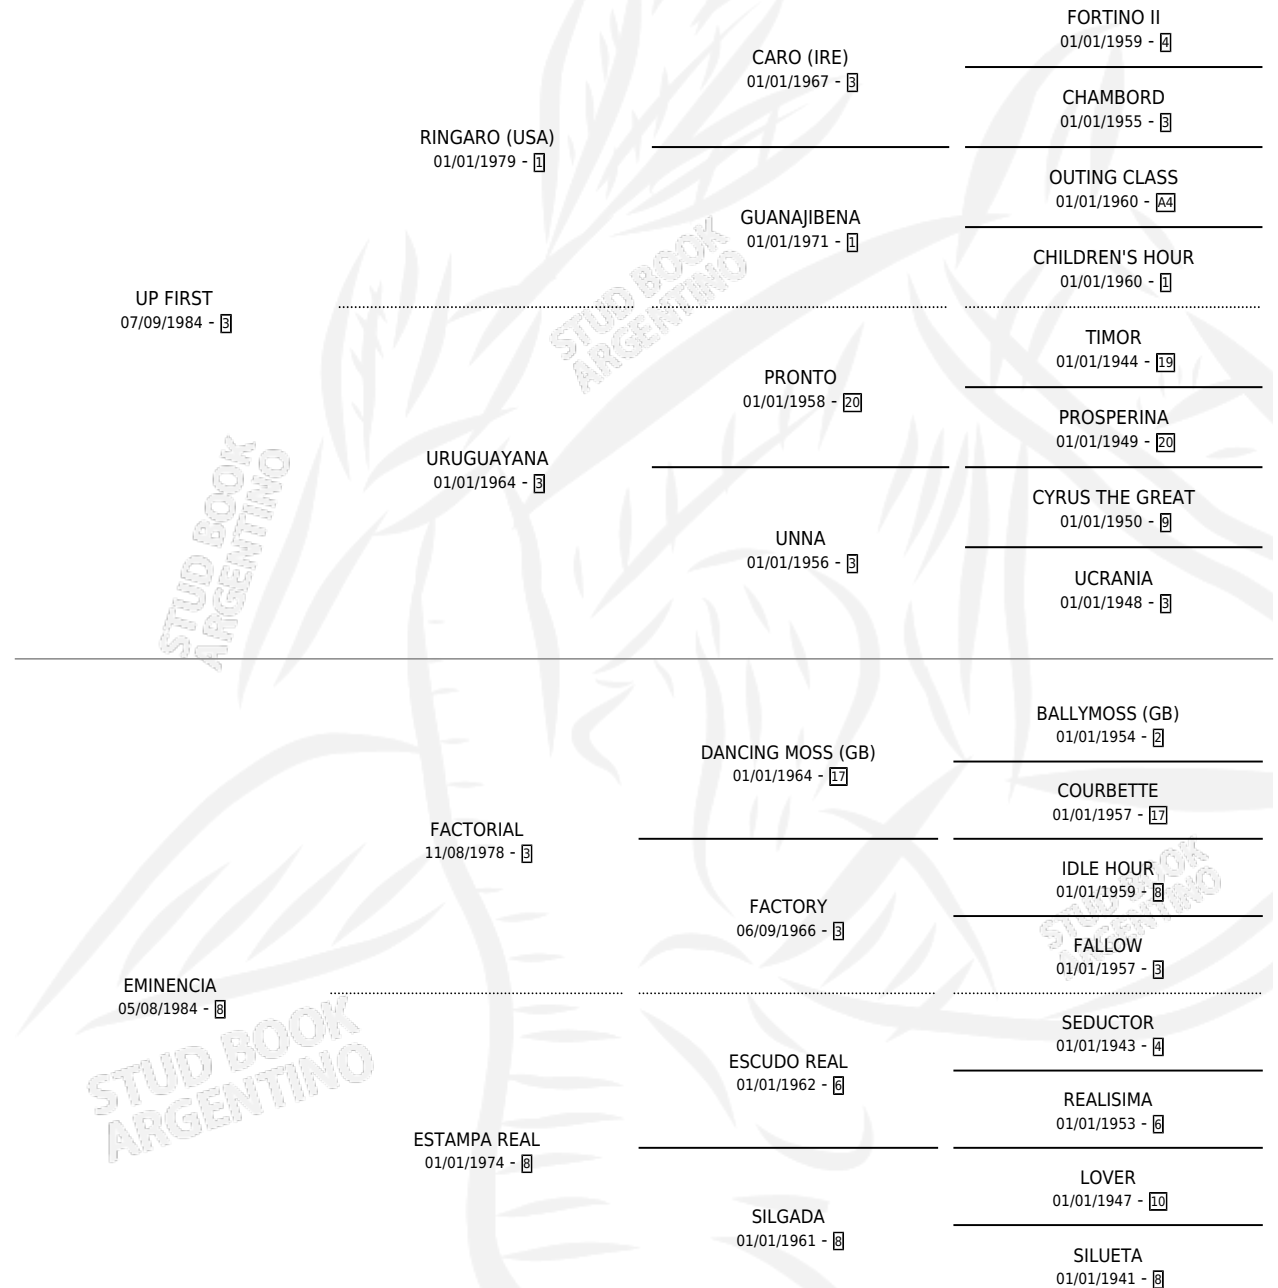 FORTINO II
01/01/1959 - 4
CARO (IRE)
01/01/1967 - 3
CHAMBORD
01/01/1955 - 3
RINGARO (USA)
01/01/1979 - 1
OUTING CLASS
01/01/1960 - A4
GUANAJIBENA
01/01/1971 - 1
CHILDREN'S HOUR
01/01/1960 - 1
UP FIRST
07/09/1984 - 3
STUD BOOK
ARGENTINO
TIMOR
01/01/1944 - 19
PRONTO
01/01/1958 - 20
PROSPERINA
01/01/1949 - 20
URUGUAYANA
01/01/1964 - 3
CYRUS THE GREAT
01/01/1950 - 9
UNNA
01/01/1956 - 3
UCRANIA
01/01/1948 - 3
STUD BOOK
ARGENTINO
BALLYMOSS (GB)
01/01/1954 - 2
DANCING MOSS (GB)
01/01/1964 - 17
COURBETTE
01/01/1957 - 17
FACTORIAL
11/08/1978 - 3
IDLE HOUR
01/01/1959 - 8
FACTORY
06/09/1966 - 3
STUD BOOK
ARGENTINO
FALLOW
01/01/1957 - 3
EMINENCIA
05/08/1984 - 8
SEDUCTOR
01/01/1943 - 4
ESCUDO REAL
01/01/1962 - 6
STUD BOOK
ARGENTINO
REALISIMA
01/01/1953 - 6
ESTAMPA REAL
01/01/1974 - 8
LOVER
01/01/1947 - 10
SILGADA
01/01/1961 - 8
SILUETA
01/01/1941 - 8